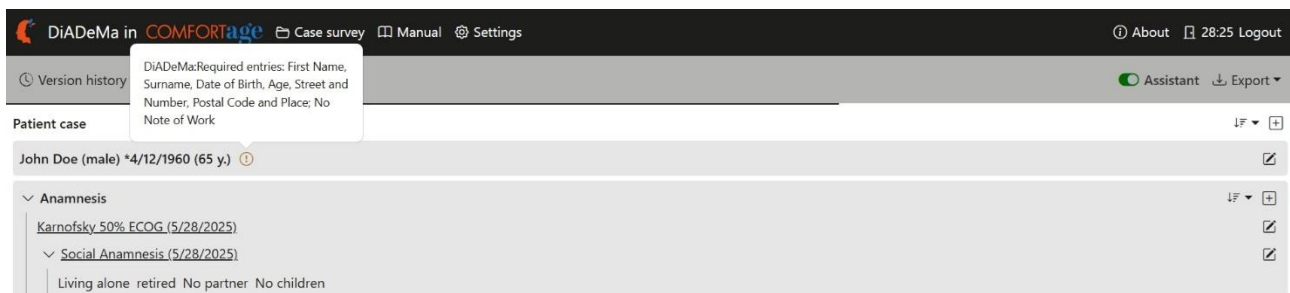 DiADeMa in COMFORTage Case survey Manual Settings About 28:25 Logout
Version history Assistant Export
DiADeMa:Required entries: First Name,
Surname, Date of Birth, Age, Street and
Number, Postal Code and Place; No
Note of Work
Patient case
John Doe (male) *4/12/1960 (65 y.)
Anamnesis
Karnofsky 50% ECOG (5/28/2025)
Social Anamnesis (5/28/2025)
Living alone retired No partner No children